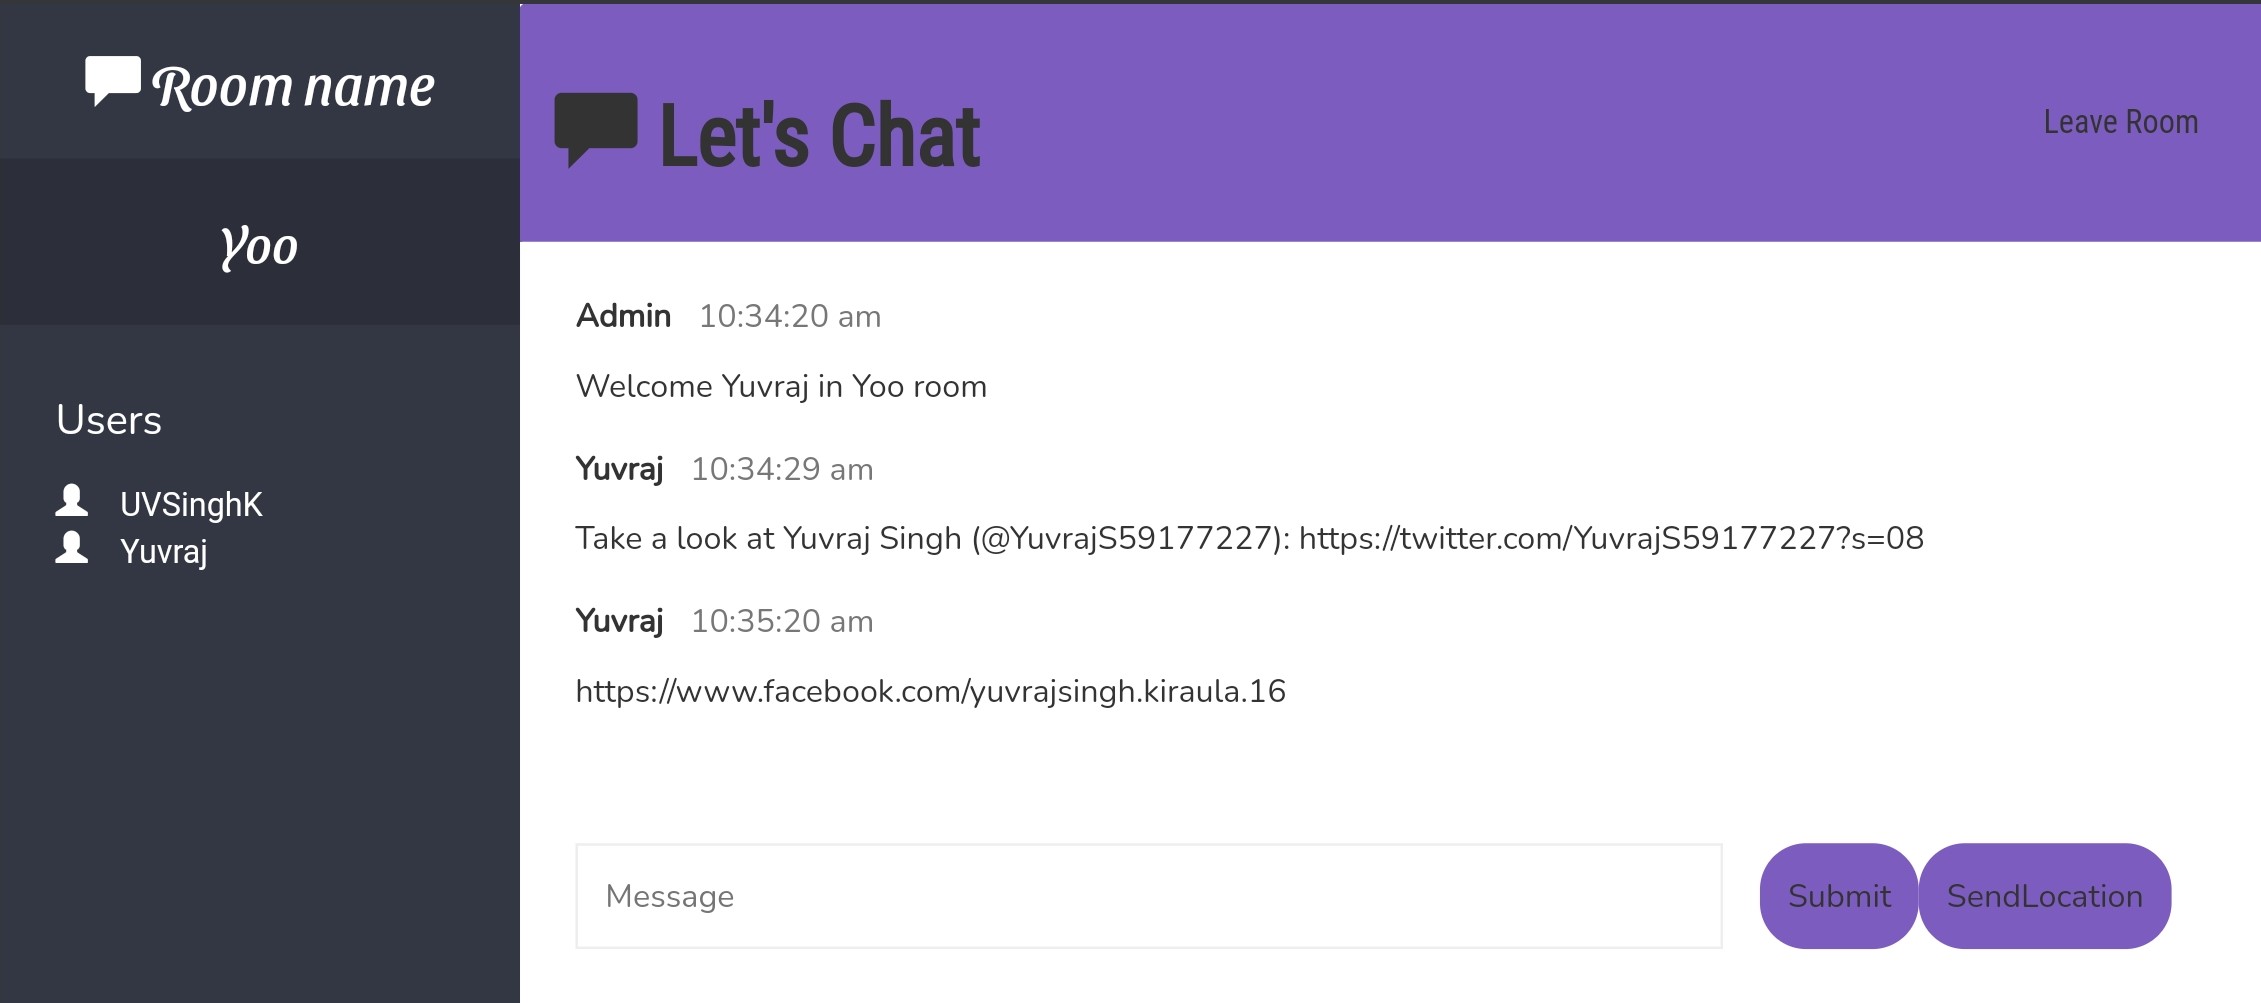 Room name
Yoo
Users
UVSinghK
Yuvraj
Let's Chat
Leave Room
Admin 10:34:20 am
Welcome Yuvraj in Yoo room
Yuvraj 10:34:29 am
Take a look at Yuvraj Singh (@YuvrajS59177227): https://twitter.com/YuvrajS59177227?s=08
Yuvraj 10:35:20 am
https://www.facebook.com/yuvrajsingh.kiraula.16
Message
Submit
SendLocation